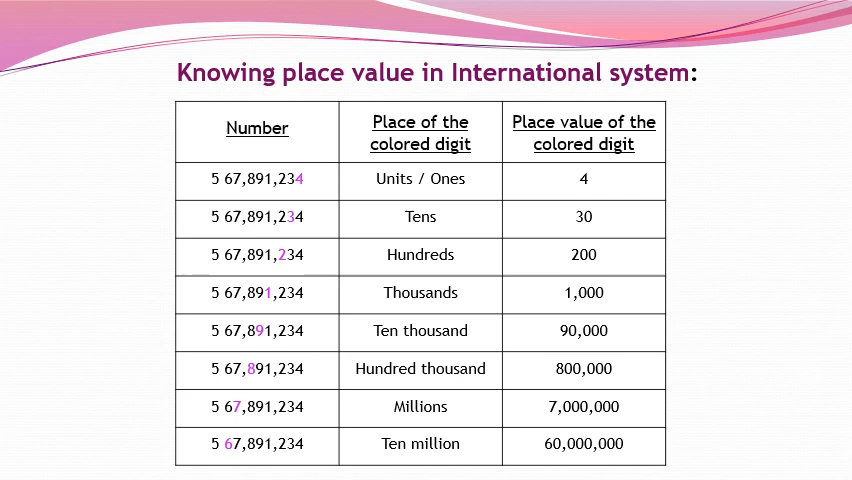 Knowing place value in International system:
Number
Place of the
colored digit
Place value of the
colored digit
5 67,891,234
Units / Ones
4
5 67,891,234
Tens
30
5 67,891,234
Hundreds
200
5 67,891,234
Thousands
1,000
5 67,891,234
Ten thousand
90,000
5 67,891,234
Hundred thousand
800,000
5 67,891,234
Millions
7,000,000
5 67,891,234
Ten million
60,000,000